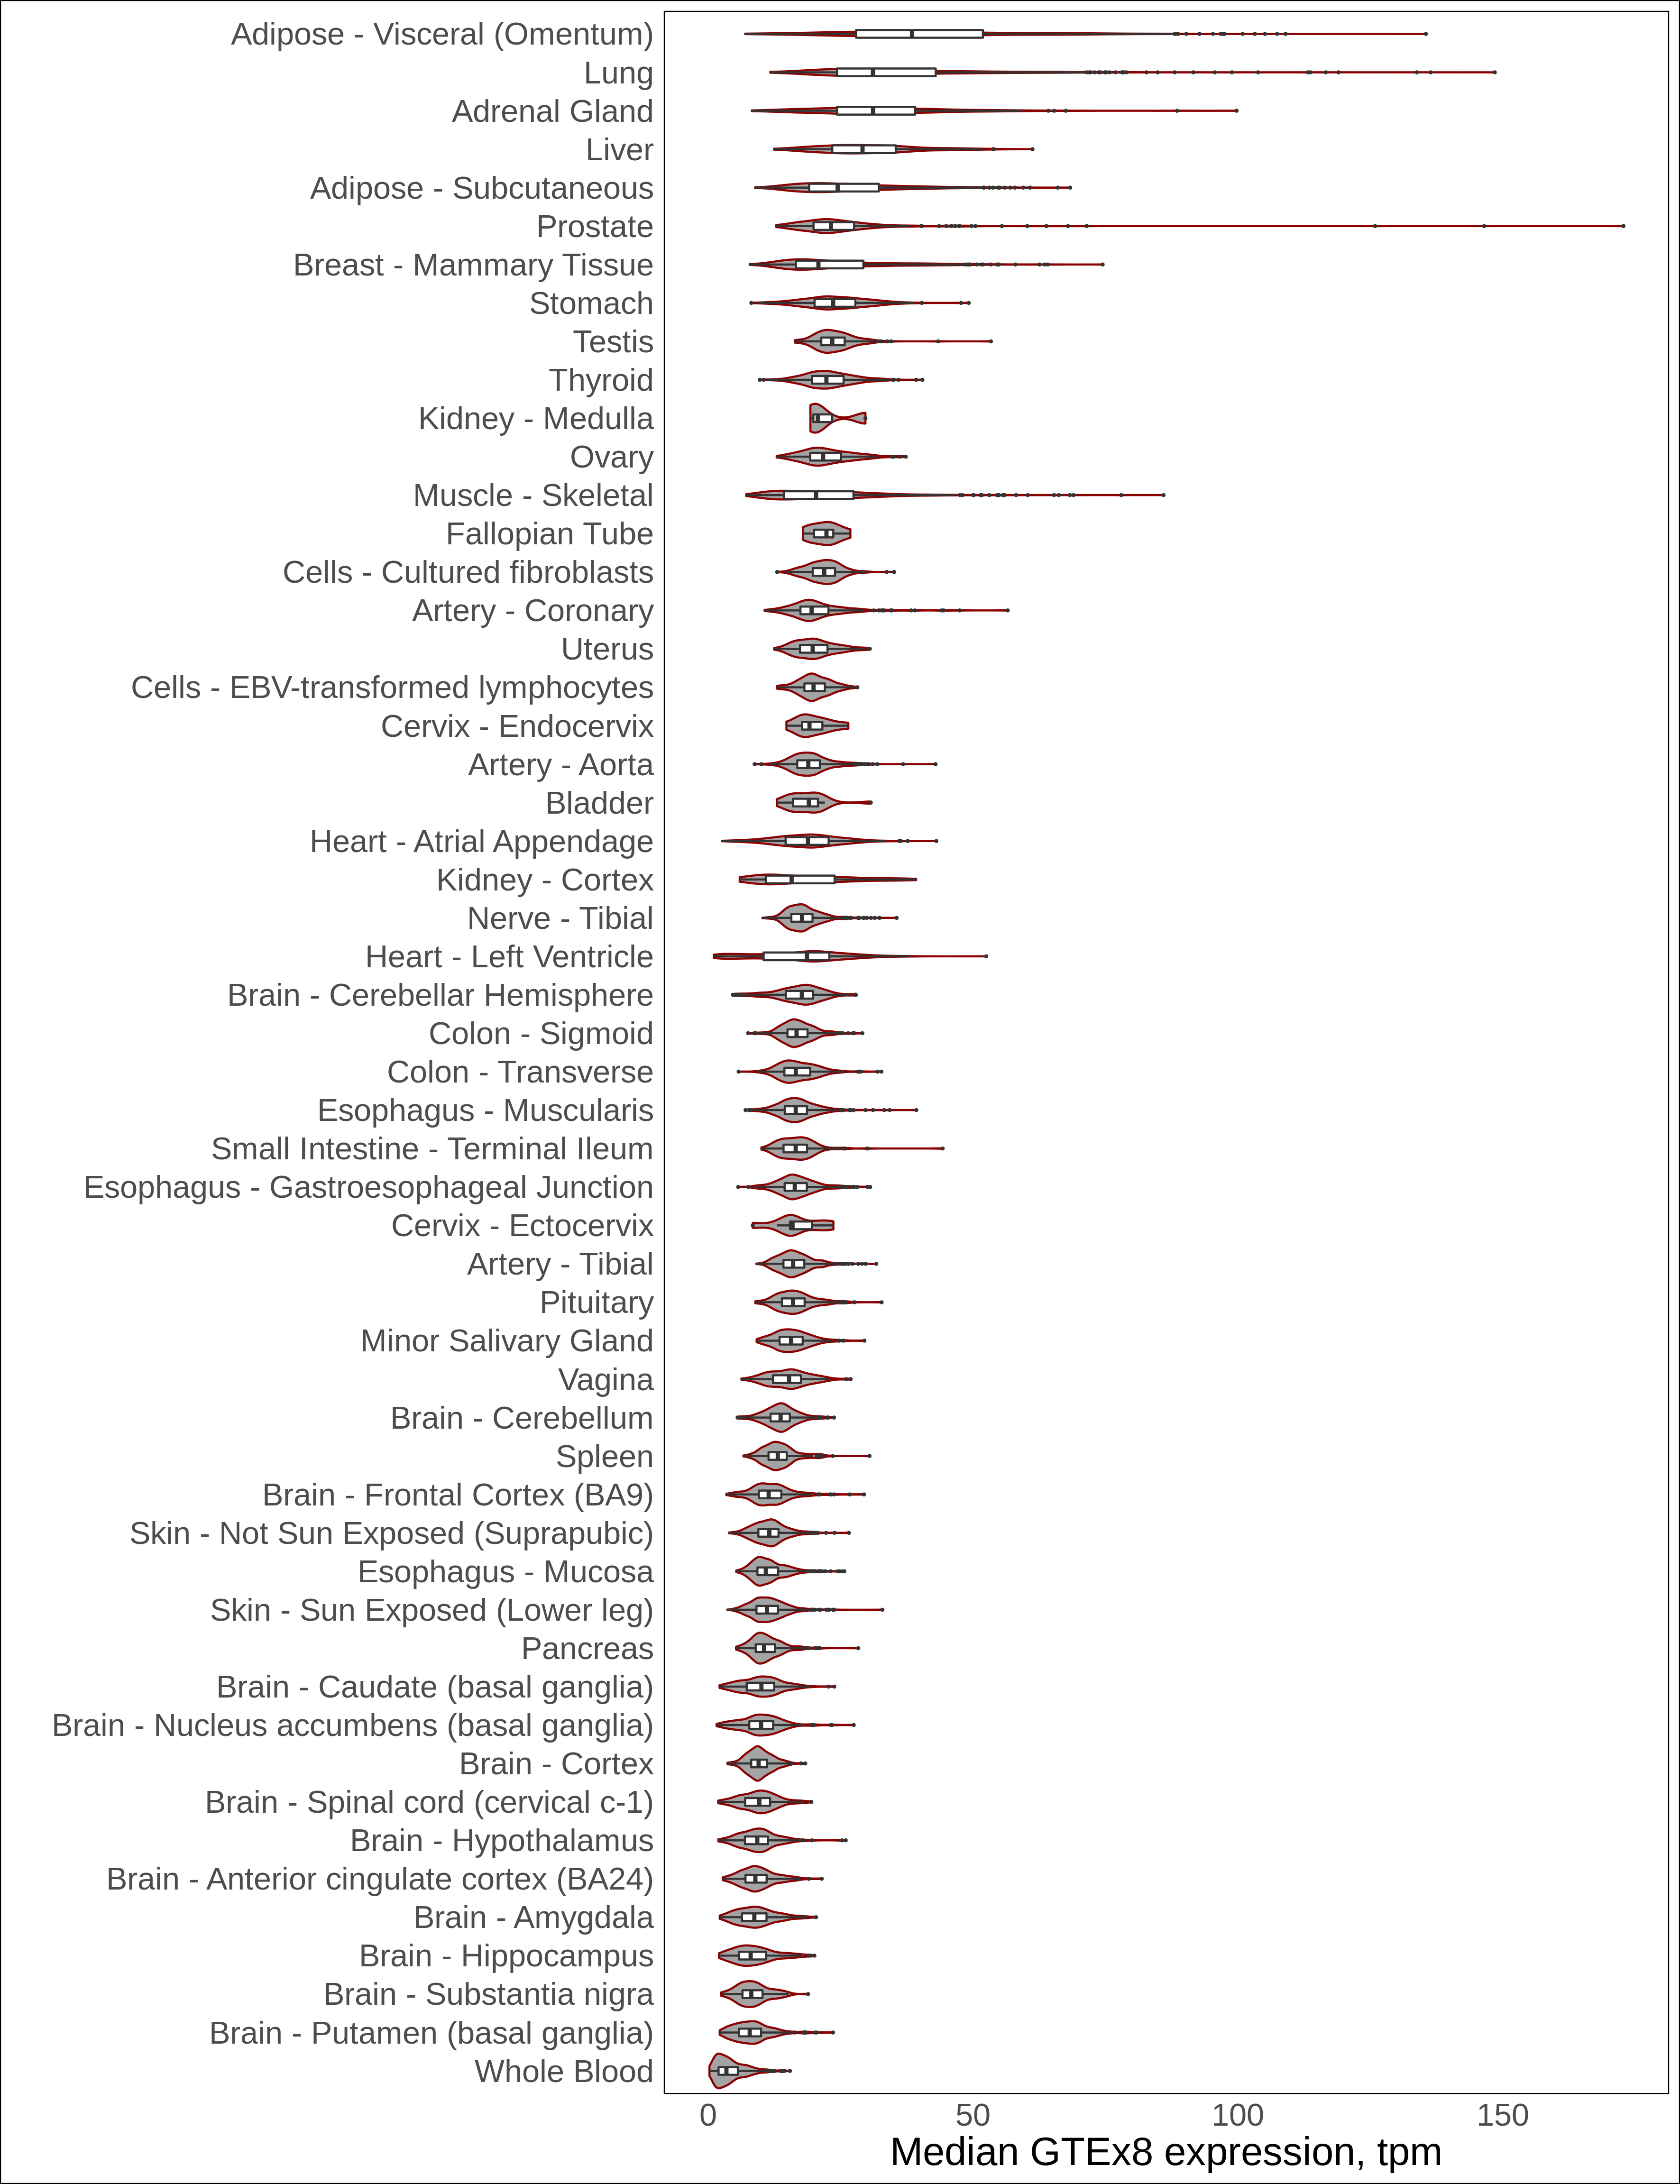 Adipose - Visceral (Omentum)
Lung
Adrenal Gland
Liver
Adipose - Subcutaneous
Prostate
Breast - Mammary Tissue
Stomach
Testis
Thyroid
Kidney - Medulla
Ovary
Muscle - Skeletal
Fallopian Tube
Cells - Cultured fibroblasts
Artery - Coronary
Uterus
Cells - EBV-transformed lymphocytes
Cervix - Endocervix
Artery - Aorta
Bladder
Heart - Atrial Appendage
Kidney - Cortex
Nerve - Tibial
Heart - Left Ventricle
Brain - Cerebellar Hemisphere
Colon - Sigmoid
Colon - Transverse
Esophagus - Muscularis
Small Intestine - Terminal Ileum
Esophagus - Gastroesophageal Junction
Cervix - Ectocervix
Artery - Tibial
Pituitary
Minor Salivary Gland
Vagina
Brain - Cerebellum
Spleen
Brain - Frontal Cortex (BA9)
Skin - Not Sun Exposed (Suprapubic)
Esophagus - Mucosa
Skin - Sun Exposed (Lower leg)
Pancreas
Brain - Caudate (basal ganglia)
Brain - Nucleus accumbens (basal ganglia)
Brain - Cortex
Brain - Spinal cord (cervical c-1)
Brain - Hypothalamus
Brain - Anterior cingulate cortex (BA24)
Brain - Amygdala
Brain - Hippocampus
Brain - Substantia nigra
Brain - Putamen (basal ganglia)
Whole Blood
0 50 100 150
Median GTEx8 expression, tpm